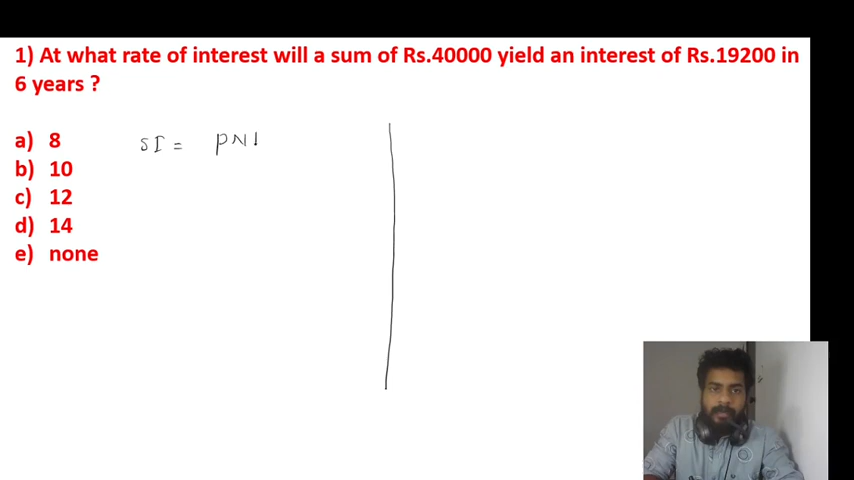 1) At what rate of interest will a sum of Rs.40000 yield an interest of Rs.19200 in
6 years ?
a) 8
SI = PNI
b) 10
c) 12
d) 14
e) none